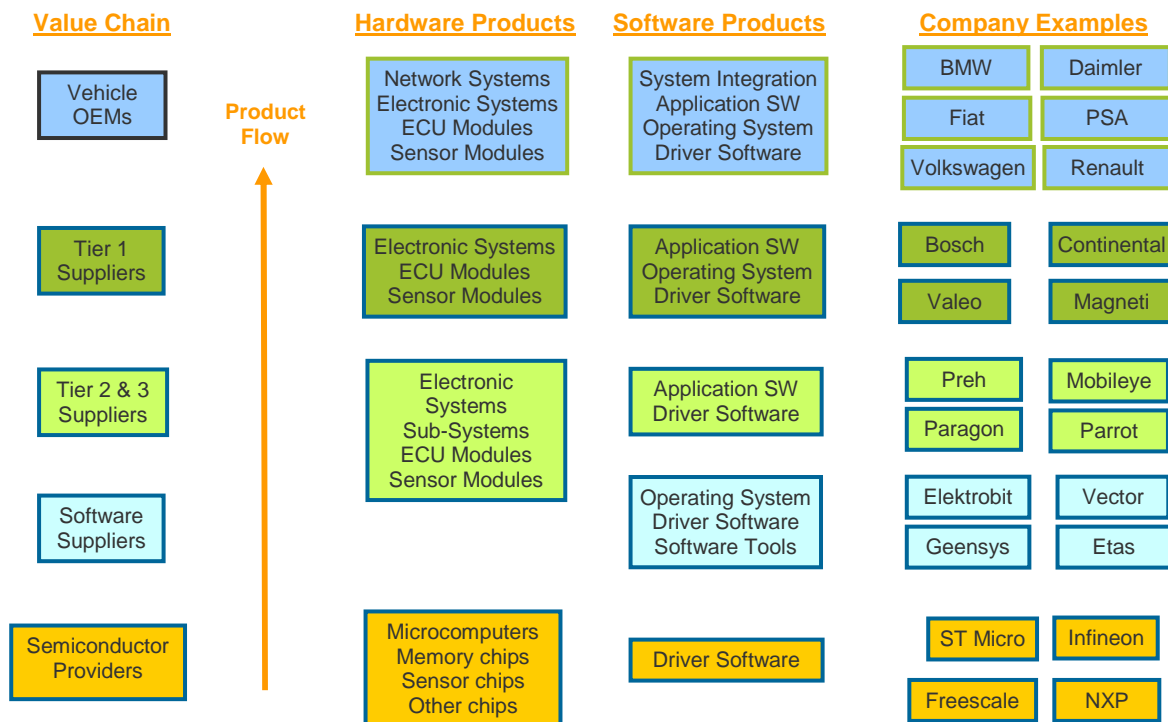 Value Chain
Hardware Products
Software Products
Company Examples
Vehicle
OEMs
Product
Flow
Network Systems
Electronic Systems
ECU Modules
Sensor Modules
System Integration
Application SW
Operating System
Driver Software
BMW
Daimler
Fiat
PSA
Volkswagen
Renault
Tier 1
Suppliers
Electronic Systems
ECU Modules
Sensor Modules
Application SW
Operating System
Driver Software
Bosch
Continental
Valeo
Magneti
Tier 2 & 3
Suppliers
Electronic
Systems
Sub-Systems
ECU Modules
Sensor Modules
Application SW
Driver Software
Preh
Mobileye
Paragon
Parrot
Software
Suppliers
Operating System
Driver Software
Software Tools
Elektrobit
Vector
Geensys
Etas
Semiconductor
Providers
Microcomputers
Memory chips
Sensor chips
Other chips
Driver Software
ST Micro
Infineon
Freescale
NXP